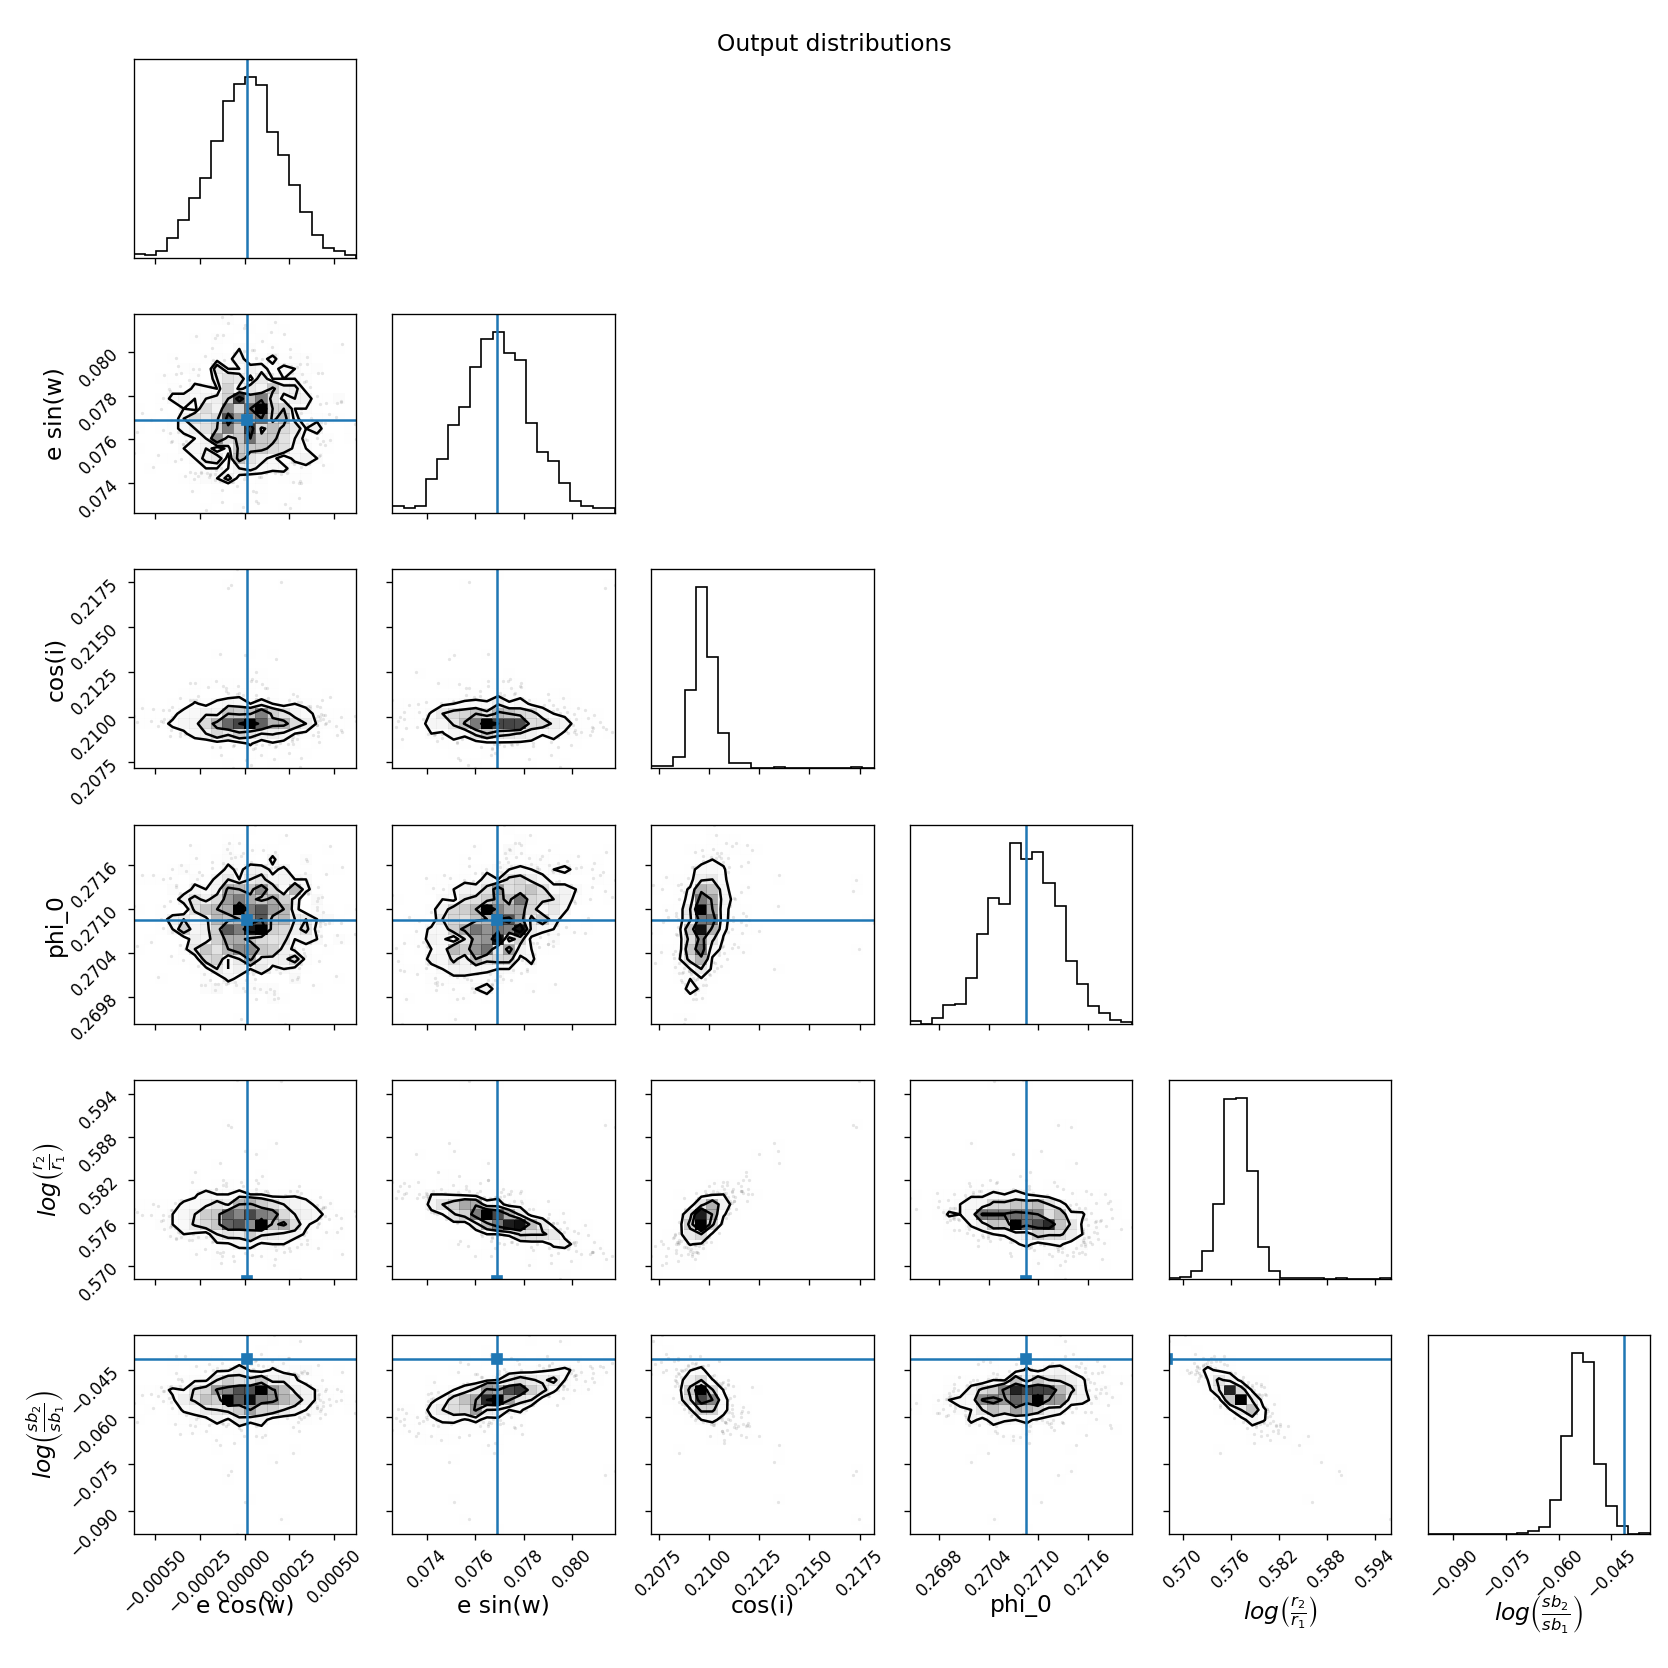 Output distributions
e sin(w)
0.080
0.078
0.076
0.074
cos(i)
0.2175
0.2150
0.2125
0.2100
0.2075
phi_0
0.2716
0.2710
0.2704
0.2698
log(r₂/r₁)
0.594
0.588
0.582
0.576
0.570
log(sb₂/sb₁)
−0.045
−0.060
−0.075
−0.090
−0.00050 −0.00025 0.00000 0.00025 0.00050
0.074 0.076 0.078 0.080
0.2075 0.2100 0.2125 0.2150 0.2175
0.2698 0.2704 0.2710 0.2716
0.570 0.576 0.582 0.588 0.594
−0.090 −0.075 −0.060 −0.045
e cos(w) e sin(w) cos(i) phi_0 log(r₂/r₁) log(sb₂/sb₁)